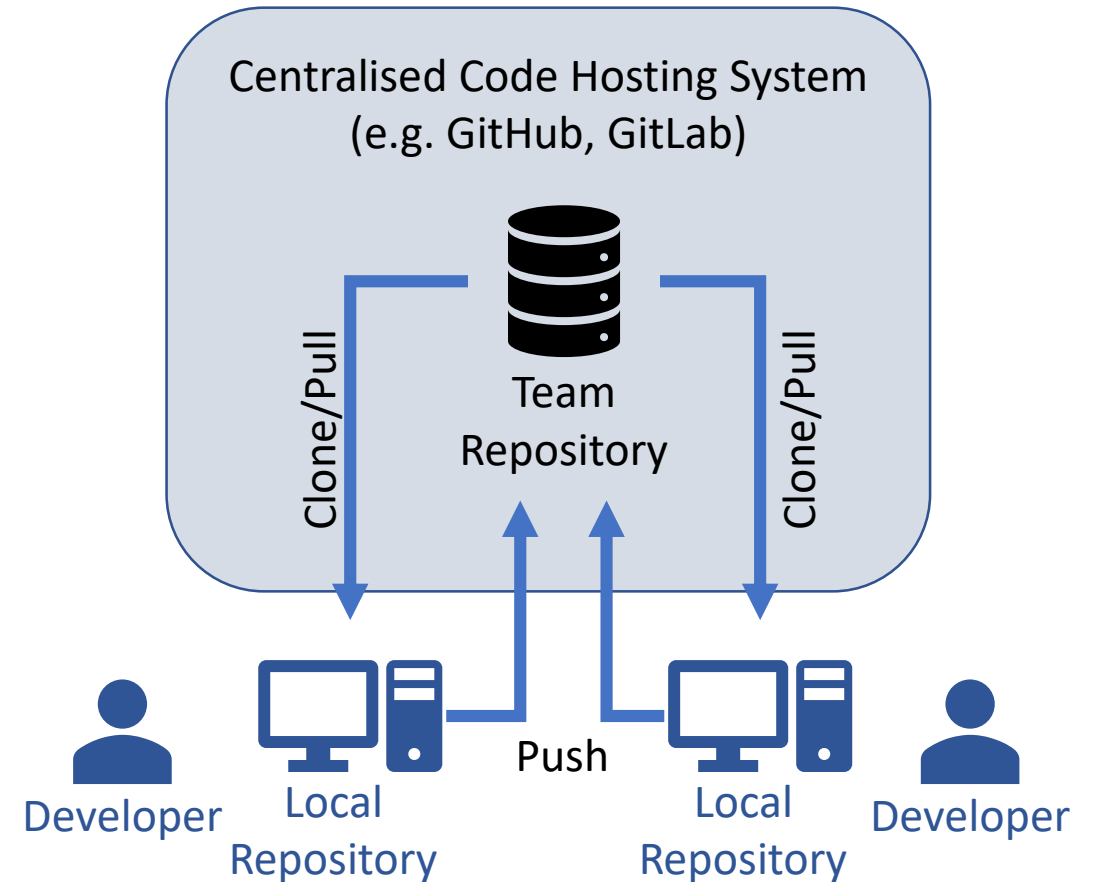 Centralised Code Hosting System
(e.g. GitHub, GitLab)
Clone/Pull
Team
Repository
Clone/Pull
Push
Developer
Local
Repository
Local
Repository
Developer